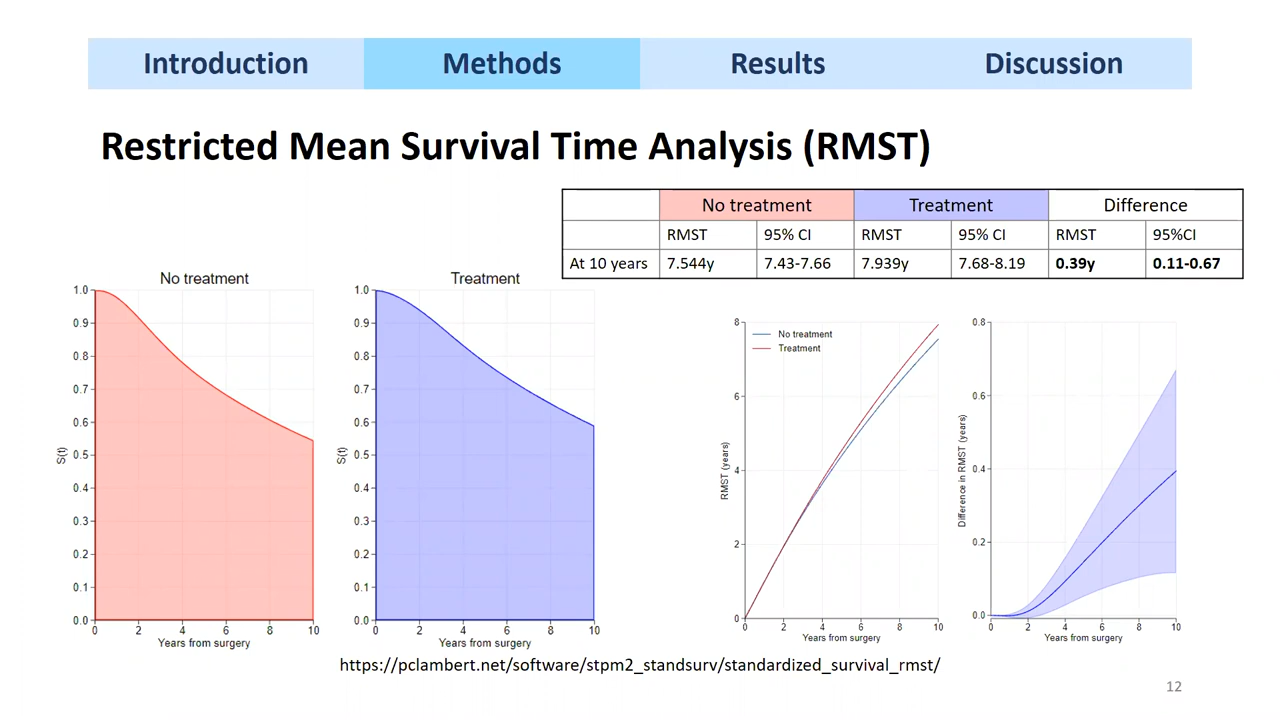 Introduction Methods Results Discussion
Restricted Mean Survival Time Analysis (RMST)
No treatment Treatment Difference
RMST 95% CI RMST 95% CI RMST 95%CI
At 10 years 7.544y 7.43-7.66 7.939y 7.68-8.19 0.39y 0.11-0.67
No treatment
1.0
0.9
0.8
0.7
0.6
0.5
0.4
0.3
0.2
0.1
0.0
S(t)
0 2 4 6 8 10
Years from surgery
Treatment
1.0
0.9
0.8
0.7
0.6
0.5
0.4
0.3
0.2
0.1
0.0
S(t)
0 2 4 6 8 10
Years from surgery
No treatment
Treatment
8
6
4
2
0
RMST (years)
0 2 4 6 8 10
Years from surgery
0.8
0.6
0.4
0.2
0.0
Difference in RMST (years)
0 2 4 6 8 10
Years from surgery
https://pclambert.net/software/stpm2_standsurv/standardized_survival_rmst/
12